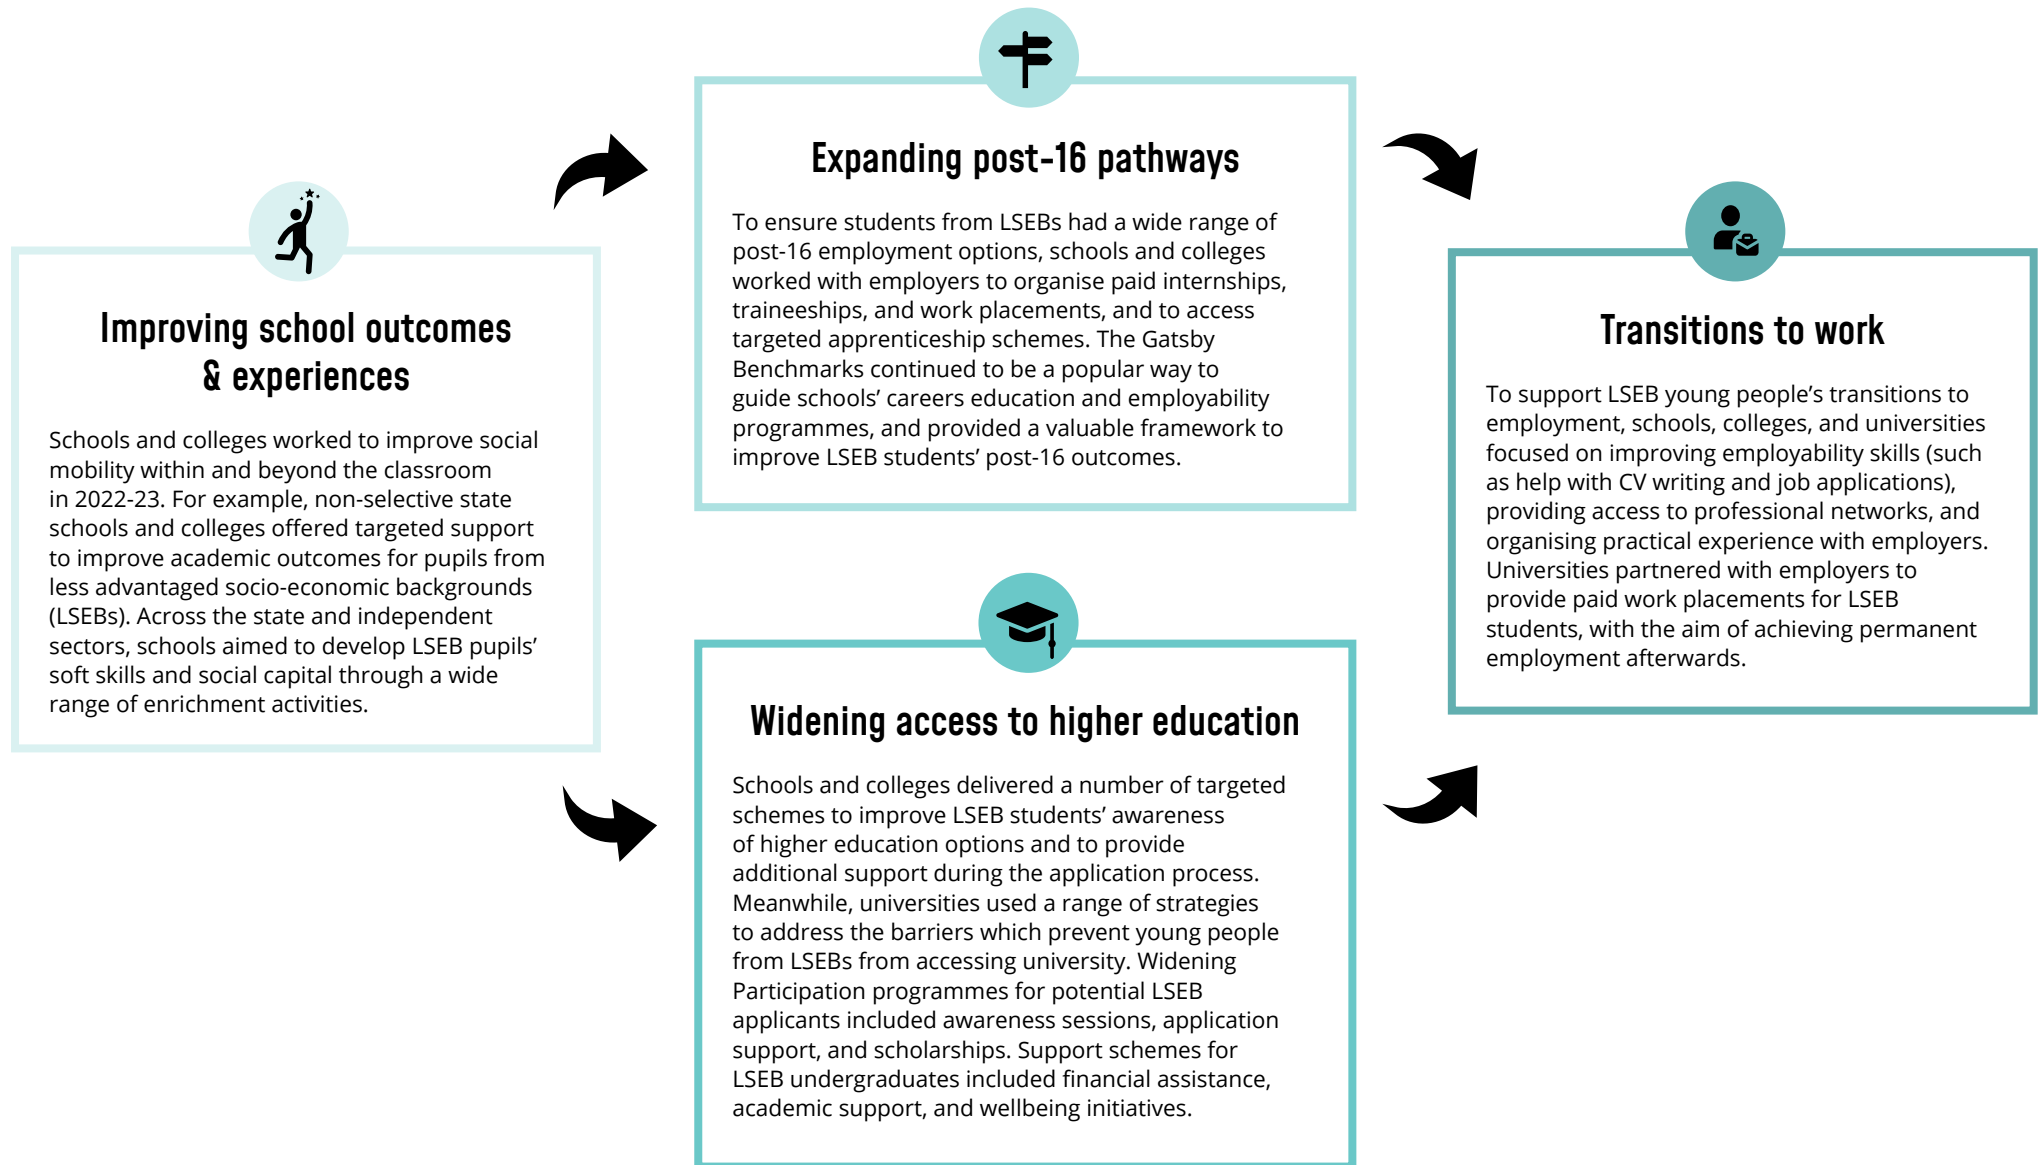 Improving school outcomes
& experiences
Schools and colleges worked to improve social
mobility within and beyond the classroom
in 2022-23. For example, non-selective state
schools and colleges offered targeted support
to improve academic outcomes for pupils from
less advantaged socio-economic backgrounds
(LSEBs). Across the state and independent
sectors, schools aimed to develop LSEB pupils’
soft skills and social capital through a wide
range of enrichment activities.
Expanding post-16 pathways
To ensure students from LSEBs had a wide range of
post-16 employment options, schools and colleges
worked with employers to organise paid internships,
traineeships, and work placements, and to access
targeted apprenticeship schemes. The Gatsby
Benchmarks continued to be a popular way to
guide schools’ careers education and employability
programmes, and provided a valuable framework to
improve LSEB students’ post-16 outcomes.
Widening access to higher education
Schools and colleges delivered a number of targeted
schemes to improve LSEB students’ awareness
of higher education options and to provide
additional support during the application process.
Meanwhile, universities used a range of strategies
to address the barriers which prevent young people
from LSEBs from accessing university. Widening
Participation programmes for potential LSEB
applicants included awareness sessions, application
support, and scholarships. Support schemes for
LSEB undergraduates included financial assistance,
academic support, and wellbeing initiatives.
Transitions to work
To support LSEB young people’s transitions to
employment, schools, colleges, and universities
focused on improving employability skills (such
as help with CV writing and job applications),
providing access to professional networks, and
organising practical experience with employers.
Universities partnered with employers to
provide paid work placements for LSEB
students, with the aim of achieving permanent
employment afterwards.